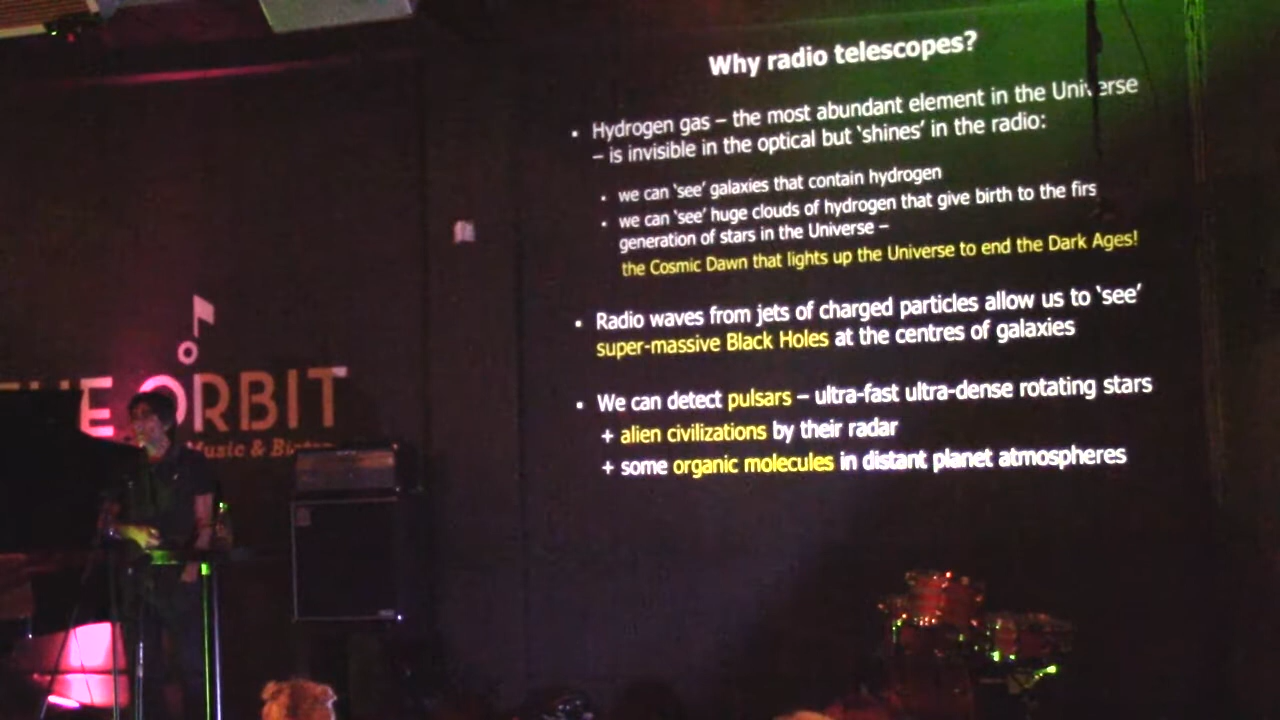 Why radio telescopes?
• Hydrogen gas – the most abundant element in the Universe
– is invisible in the optical but ‘shines’ in the radio:
• we can ‘see’ galaxies that contain hydrogen
• we can ‘see’ huge clouds of hydrogen that give birth to the firs
generation of stars in the Universe –
the Cosmic Dawn that lights up the Universe to end the Dark Ages!
• Radio waves from jets of charged particles allow us to ‘see’
super-massive Black Holes at the centres of galaxies
• We can detect pulsars – ultra-fast ultra-dense rotating stars
+ alien civilizations by their radar
+ some organic molecules in distant planet atmospheres
THE ORBIT
Music &